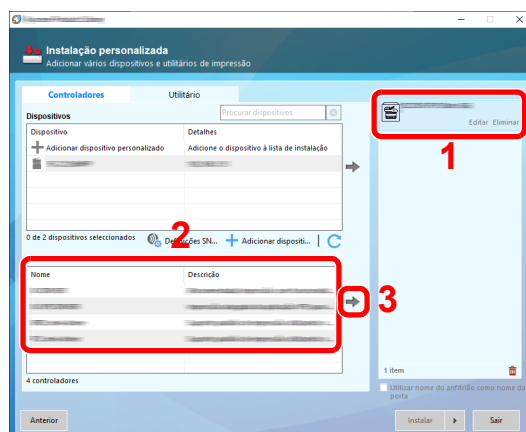 Instalação personalizada
Adicionar vários dispositivos e utilitários de impressão
Controladores Utilitário
Dispositivos Procurar dispositivos
Dispositivo Detalhes
Adicionar dispositivo personalizado Adicione o dispositivo à lista de instalação
0 de 2 dispositivos seleccionados SN... Adicionar dispositi...
2
Nome Descrição
3
4 controladores
Editar Eliminar
1
1 item
Utilizar nome do anfitrião como nome da
porta
Anterior Instalar Sair